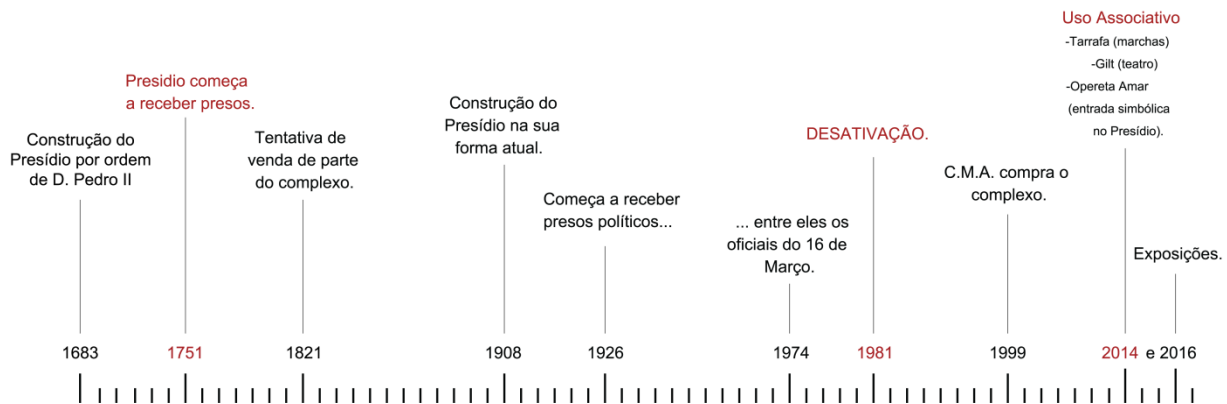 Construção do
Presídio por ordem
de D. Pedro II
1683
Presidio começa
a receber presos.
1751
Tentativa de
venda de parte
do complexo.
1821
Construção do
Presídio na sua
forma atual.
1908
Começa a receber
presos políticos...
1926
... entre eles os
oficiais do 16 de
Março.
1974
DESATIVAÇÃO.
1981
C.M.A. compra o
complexo.
1999
Uso Associativo
-Tarrafa (marchas)
-Gilt (teatro)
-Opereta Amar
(entrada simbólica
no Presídio).
2014 e 2016
Exposições.